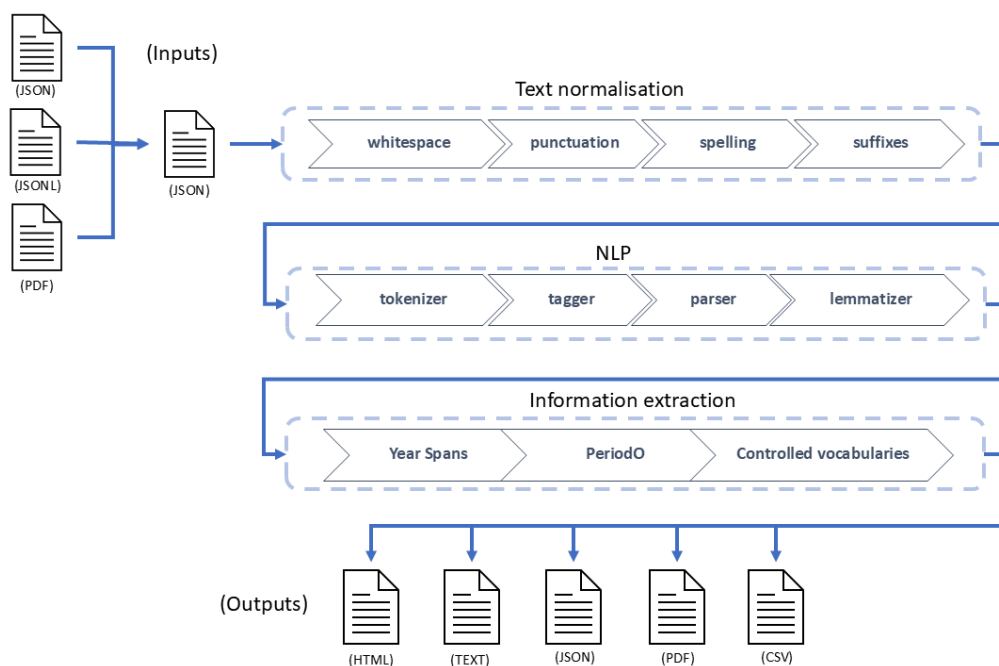 (Inputs)
(JSON)
(JSONL)
(PDF)
(JSON)
Text normalisation
whitespace punctuation spelling suffixes
NLP
tokenizer tagger parser lemmatizer
Information extraction
Year Spans PeriodO Controlled vocabularies
(Outputs)
(HTML) (TEXT) (JSON) (PDF) (CSV)